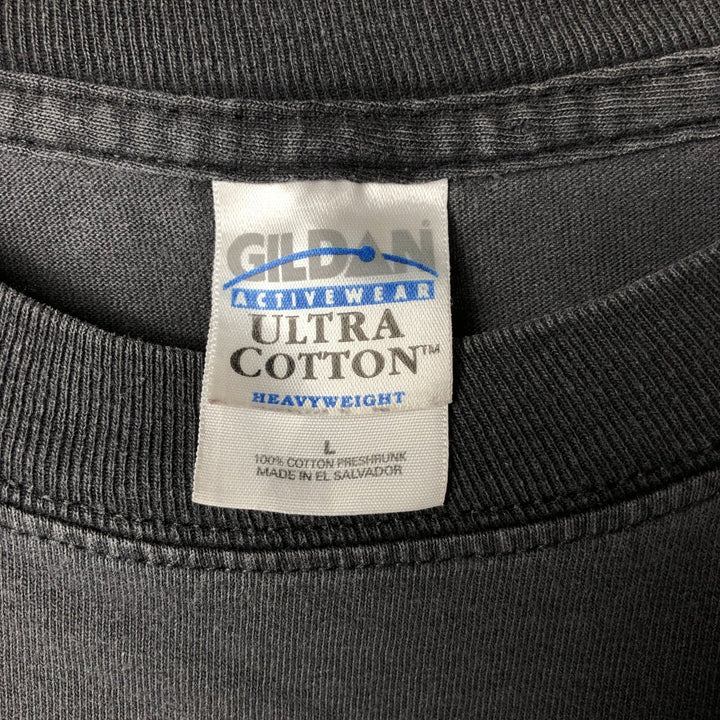 GILDAN
ACTIVEWEAR
ULTRA
COTTON™
HEAVYWEIGHT
L
100% COTTON PRESHRUNK
MADE IN EL SALVADOR